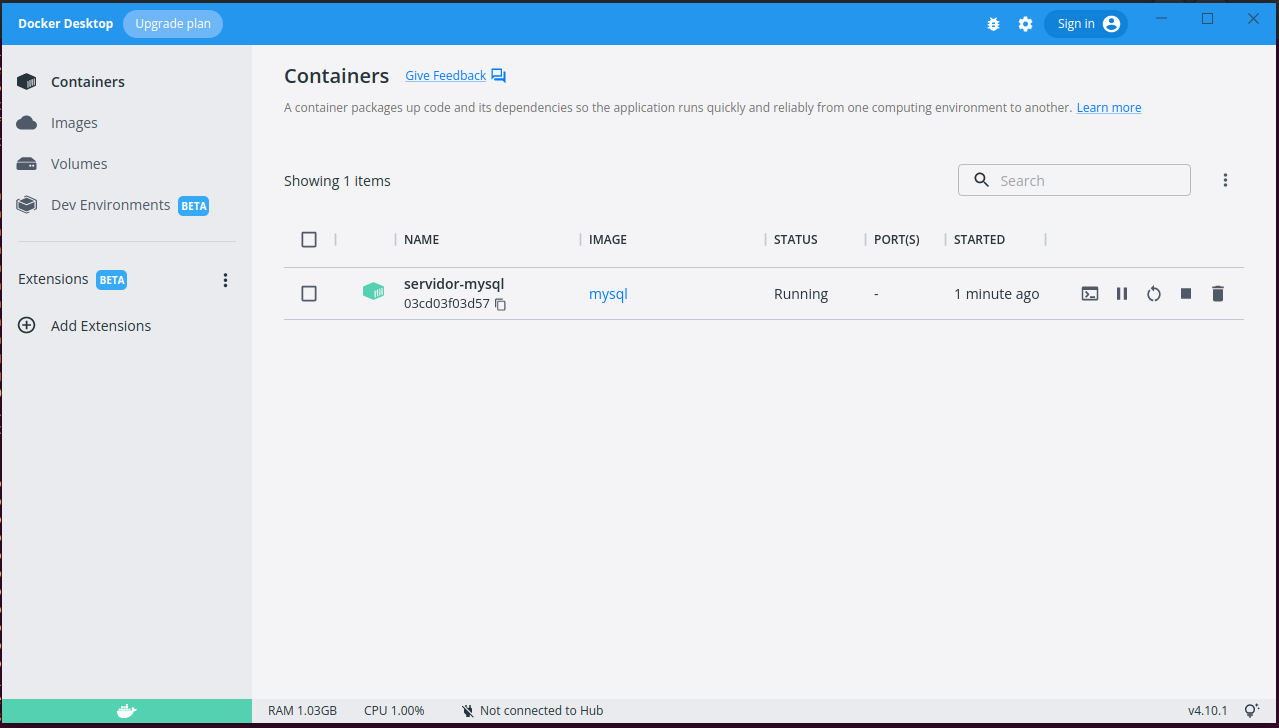 Docker Desktop Upgrade plan Sign in
Containers
Images
Volumes
Dev Environments BETA
Extensions BETA
Add Extensions
Containers Give Feedback
A container packages up code and its dependencies so the application runs quickly and reliably from one computing environment to another. Learn more
Showing 1 items Search
NAME IMAGE STATUS PORT(S) STARTED
servidor-mysql
03cd03f03d57
mysql Running - 1 minute ago
RAM 1.03GB CPU 1.00% Not connected to Hub v4.10.1